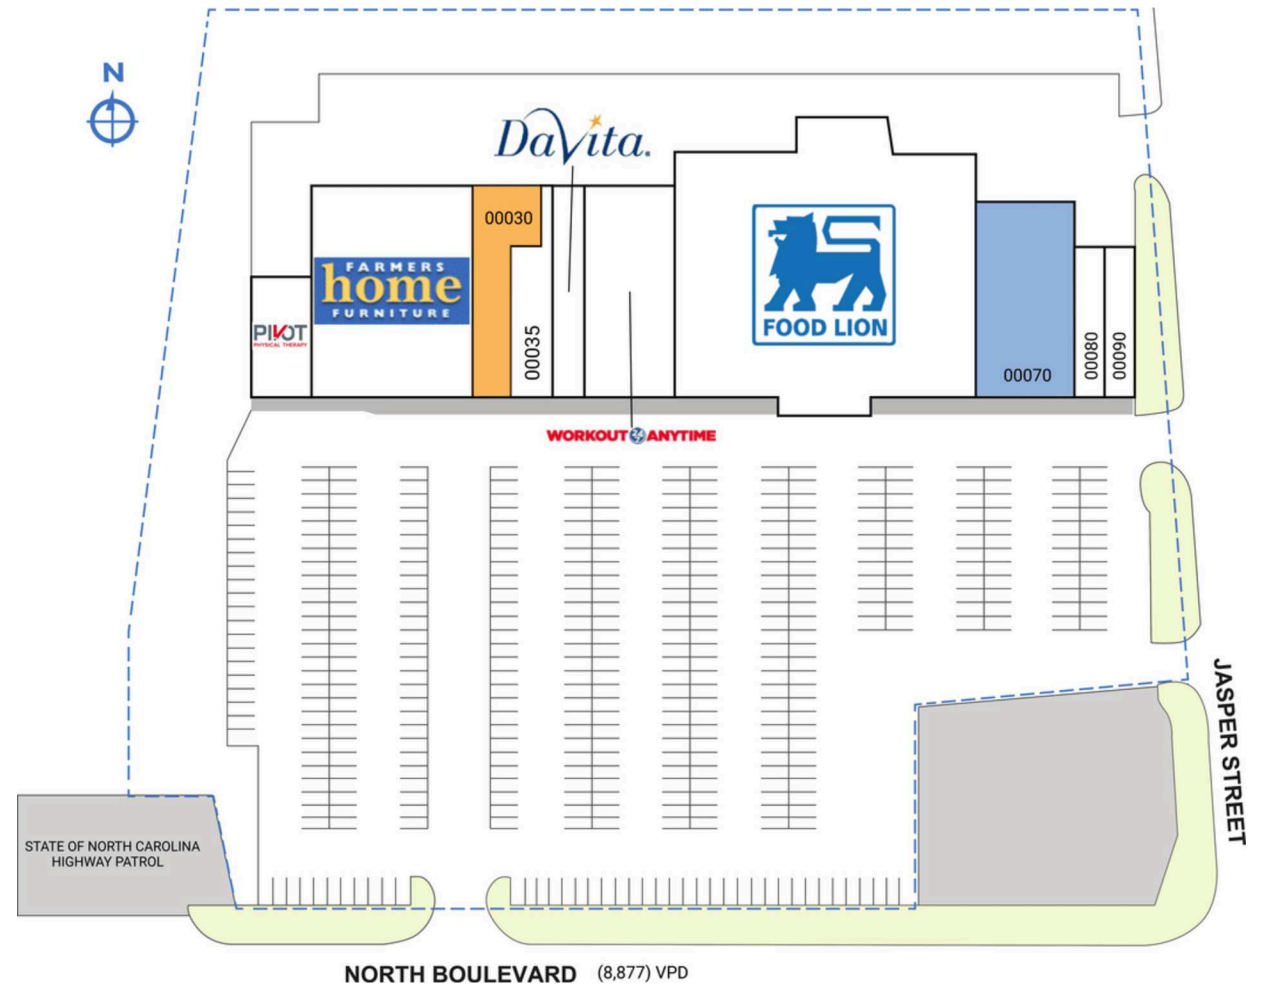 N
DaVita.
00030
FARMERS
home
FURNITURE
PIVOT
PHYSICAL THERAPY
00035
FOOD LION
00070
00080
00090
WORKOUT ANYTIME
JASPER STREET
STATE OF NORTH CAROLINA
HIGHWAY PATROL
NORTH BOULEVARD (8,877) VPD